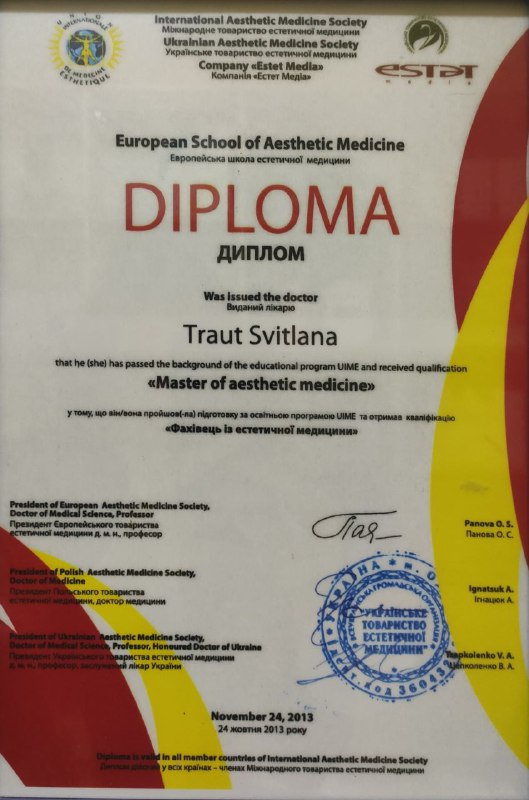 UNION
INTERNATIONALE
DE MEDECINE
ESTHETIQUE
International Aesthetic Medicine Society
Міжнародне товариство естетичної медицини
Ukrainian Aesthetic Medicine Society
Українське товариство естетичної медицини
Company «Estet Media»
Компанія «Естет Медіа»
estet
media
European School of Aesthetic Medicine
Європейська школа естетичної медицини
DIPLOMA
ДИПЛОМ
Was issued the doctor
Виданий лікарю
Traut Svitlana
that he (she) has passed the background of the educational program UIME and received qualification
«Master of aesthetic medicine»
у тому, що він/вона пройшов(-ла) підготовку за освітньою програмою UIME та отримав кваліфікацію
«Фахівець із естетичної медицини»
President of European Aesthetic Medicine Society,
Doctor of Medical Science, Professor
Президент Європейського товариства
естетичної медицини д. м. н., професор
Panova O. S.
Панова О. С.
President of Polish Aesthetic Medicine Society,
Doctor of Medicine
Президент Польського товариства
естетичної медицини, доктор медицини
Ignatsuk A.
Ігнацюк А.
President of Ukrainian Aesthetic Medicine Society,
Doctor of Medical Science, Professor, Honoured Doctor of Ukraine
Президент Українського товариства естетичної медицини
д. м. н., професор, заслужений лікар України
Tsepkolenko V. A.
Цепколенко В. А.
УКРАЇНА
УКРАЇНСЬКЕ
ТОВАРИСТВО
ЕСТЕТИЧНОЇ
МЕДИЦИНИ"
November 24, 2013
24 жовтня 2013 року
Diploma is valid in all member countries of International Aesthetic Medicine Society
Диплом дійсний у всіх країнах – членах Міжнародного товариства естетичної медицини